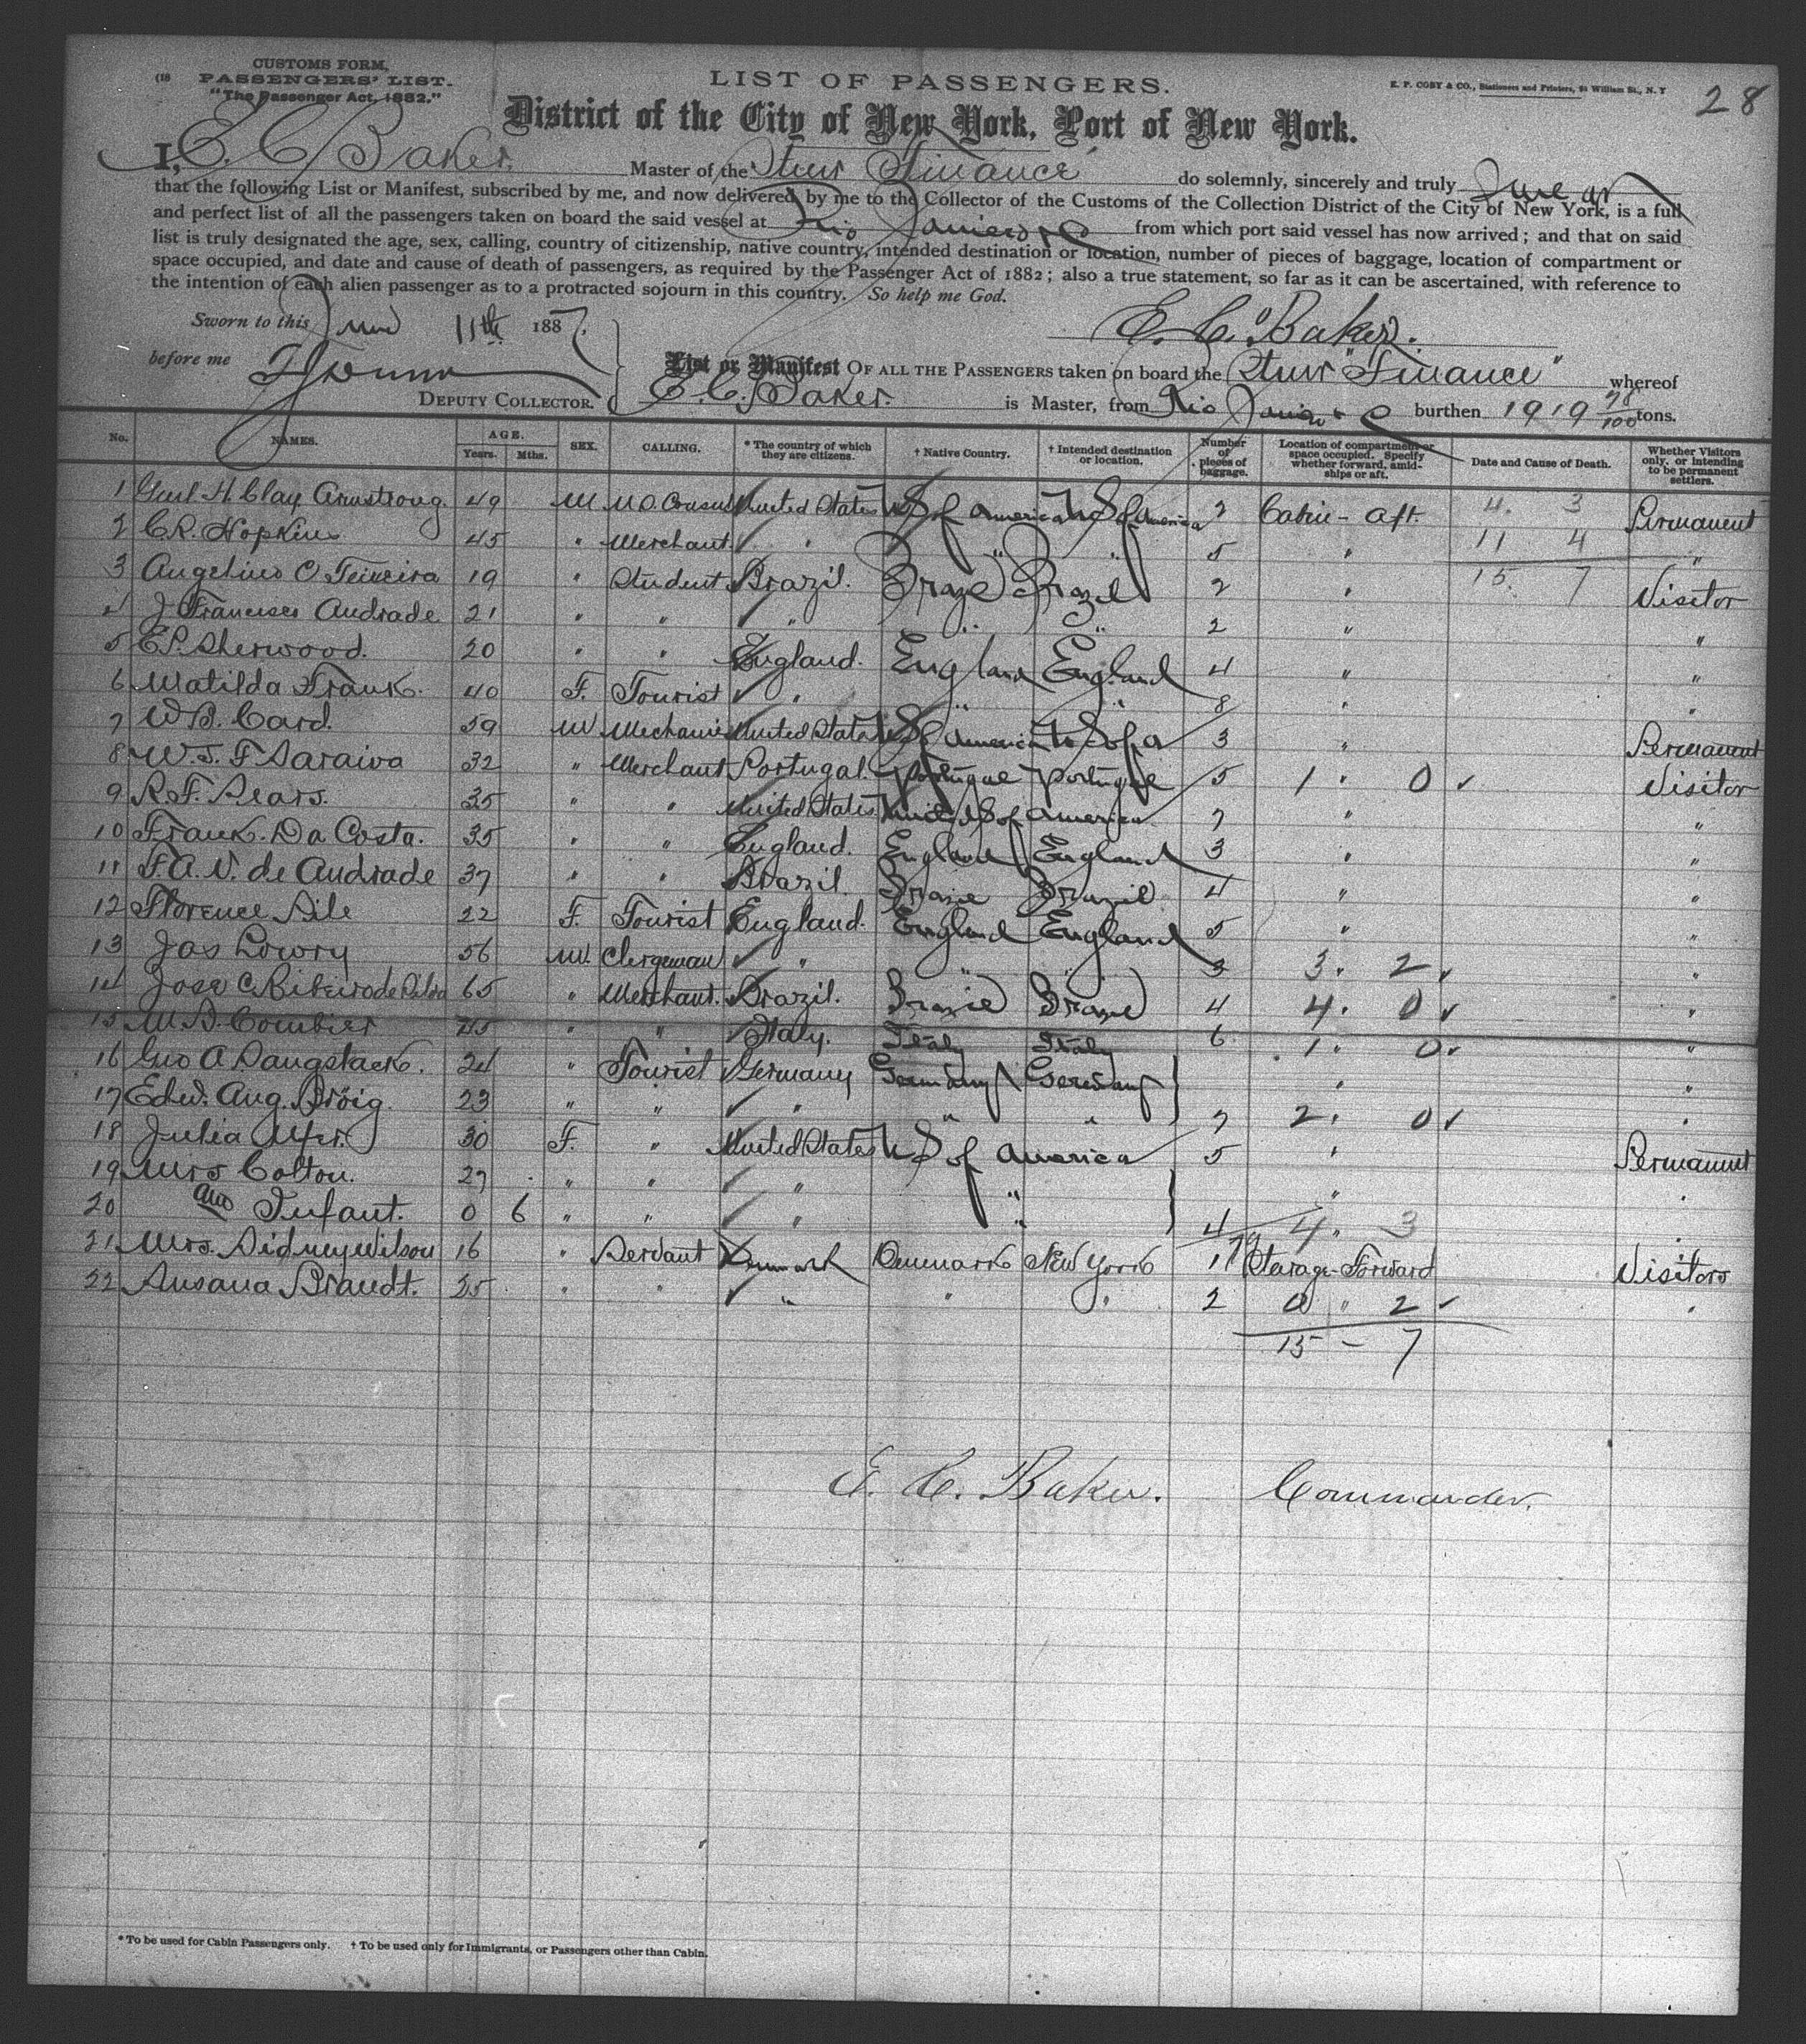 CUSTOMS FORM,
PASSENGERS' LIST.
"The Passenger Act, 1882."
LIST OF PASSENGERS.
E. P. COBY & CO., Stationers and Printers, William St., N. Y
28
District of the City of New York, Port of New York.
I, E. C. Baker. Master of the Stmr Finance do solemnly, sincerely and truly Swear
that the following List or Manifest, subscribed by me, and now delivered by me to the Collector of the Customs of the Collection District of the City of New York, is a full
and perfect list of all the passengers taken on board the said vessel at Rio Janiero from which port said vessel has now arrived; and that on said
list is truly designated the age, sex, calling, country of citizenship, native country, intended destination or location, number of pieces of baggage, location of compartment or
space occupied, and date and cause of death of passengers, as required by the Passenger Act of 1882; also a true statement, so far as it can be ascertained, with reference to
the intention of each alien passenger as to a protracted sojourn in this country. So help me God.
Sworn to this 11th 1887,
E. C. Baker.
before me
DEPUTY COLLECTOR.
List or Manifest OF ALL THE PASSENGERS taken on board the Stmr "Finance" whereof
E. C. Baker. is Master, from Rio Janiero burthen 1919 78/100 tons.
No. NAMES. AGE. Years. Mths. SEX. CALLING. * The country of which they are citizens. † Native Country. † Intended destination or location. Number of pieces of baggage. Location of compartment or space occupied. Specify whether forward, amidships or aft. Date and Cause of Death. Whether Visitors only, or intending to be permanent settlers.
1 Genl H. Clay Armstrong. 49 M U.S. Consul United States U S of America U S of America 2 Cabin - Aft. 4. 3 Permanent
2 C. R. Hopkins 45 " Merchant " 5 " 11 4 "
3 Angelino C Teixeira 19 " Student Brazil. Brazil Brazil 2 " 15. 7 Visitor
4 J Francisco Andrade 21 " " " " " 2 " "
5 E. P. Sherwood. 20 " " England. England England 4 " "
6 Matilda Frank. 40 F. Tourist " " " 8 " "
7 W. B. Card. 59 M Mechanic United States U S of America U S of A 3 " Permanent
8 W. J. F Saraiva 32 " Merchant Portugal. Portugal Portugal 5 1 " 0 Visitor
9 R. F. Sears. 35 " " United States United S of America 7 " "
10 Frank. Da Costa. 35 " " England. England England 3 " "
11 F. A. V. de Andrade 37 " " Brazil. Brazil Brazil 4 " "
12 Florence Sile 22 F. Tourist England. England England 5 " "
13 Jas Lowry 56 M. Clergeman " " " 3 3 " 2 "
14 Jose C Ribeiro de 65 " Merchant. Brazil. Brazil Brazil 4 4 " 0 "
15 M. S. Combier 45 " " Italy. Italy Italy 6 1 " 0 "
16 Geo A Dangstack. 24 " Tourist Germany Germany Germany " "
17 Edw. Aug. 23 " " " " " 7 2 " 0 "
18 Julia 30 F. " United States U S of America 5 " Permanent
19 Mrs Colton. 27 " " " " "
20 and Infant. 0 6 " " " " 4 4 " 3 "
21 Mrs. Sidney Wilson 16 " Servant Denmark Denmark New York 1 Sterage-Forward Visitors
22 Susana Brandt. 25 " " " " " 2 0 " 2 "
15 - 7
E. C. Baker. Commander.
* To be used for Cabin Passengers only. † To be used only for Immigrants, or Passengers other than Cabin.